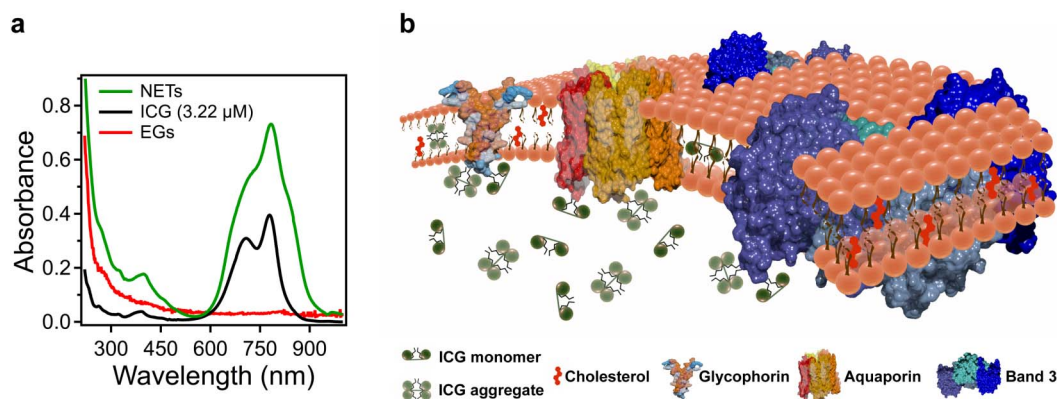 a
NETs
ICG (3.22 µM)
EGs
0.8
0.6
0.4
0.2
0.0
Absorbance
300 450 600 750 900
Wavelength (nm)
b
ICG monomer
ICG aggregate
Cholesterol
Glycophorin
Aquaporin
Band 3